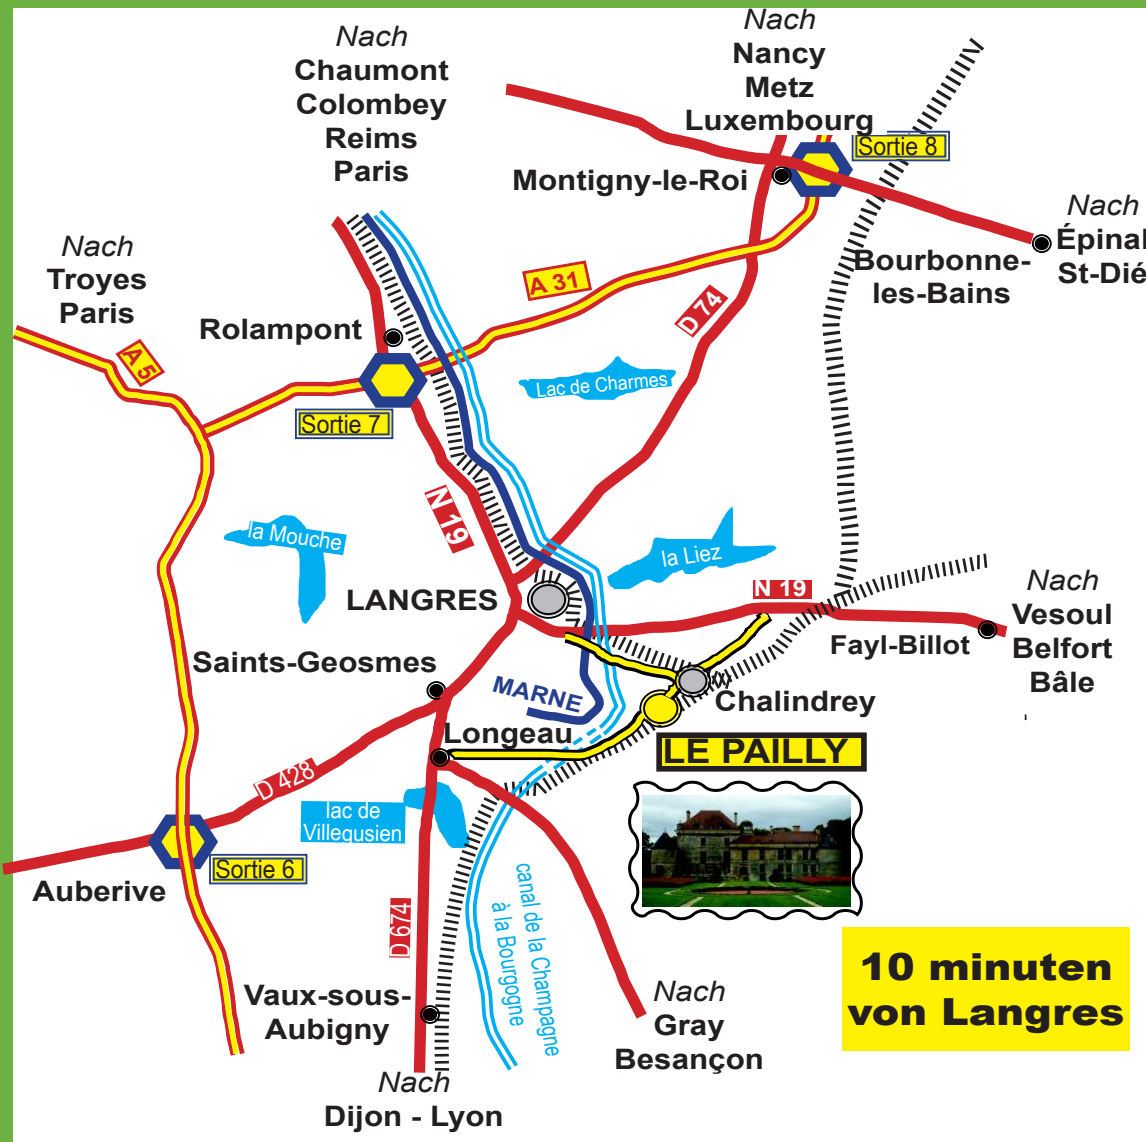 Nach
Chaumont
Colombey
Reims
Paris
Nach
Nancy
Metz
Luxembourg
Sortie 8
Montigny-le-Roi
Nach
Épinal
St-Dié
Nach
Troyes
Paris
Bourbonne-
les-Bains
A 31
Rolampont
D 74
A 5
Lac de Charmes
Sortie 7
N 19
la Mouche
la Liez
LANGRES
N 19
Nach
Vesoul
Belfort
Bâle
Fayl-Billot
Saints-Geosmes
MARNE
Chalindrey
Longeau
LE PAILLY
D 428
lac de
Villegusien
Sortie 6
Auberive
canal de la Champagne
à la Bourgogne
D 674
10 minuten
von Langres
Vaux-sous-
Aubigny
Nach
Gray
Besançon
Nach
Dijon - Lyon